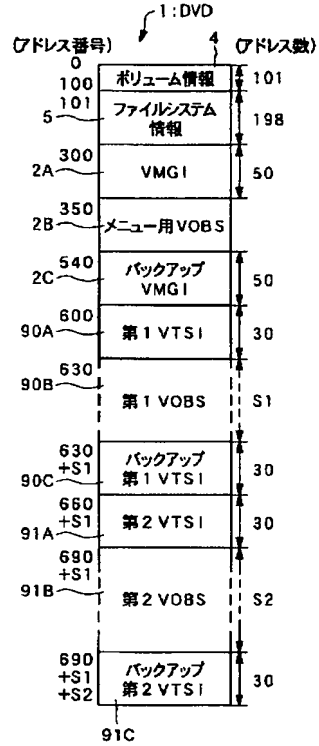 1:DVD
(アドレス番号)
4
(アドレス数)
0
ボリューム情報
101
100
101
5
ファイルシステム
情報
198
300
2A
VMGI
50
350
2B
メニュー用VOBS
540
2C
バックアップ
VMGI
50
600
90A
第1VTSI
30
630
90B
第1VOBS
S1
630
+S1
90C
バックアップ
第1VTSI
30
660
+S1
91A
第2VTSI
30
690
+S1
91B
第2VOBS
S2
690
+S1
+S2
バックアップ
第2VTSI
30
91C